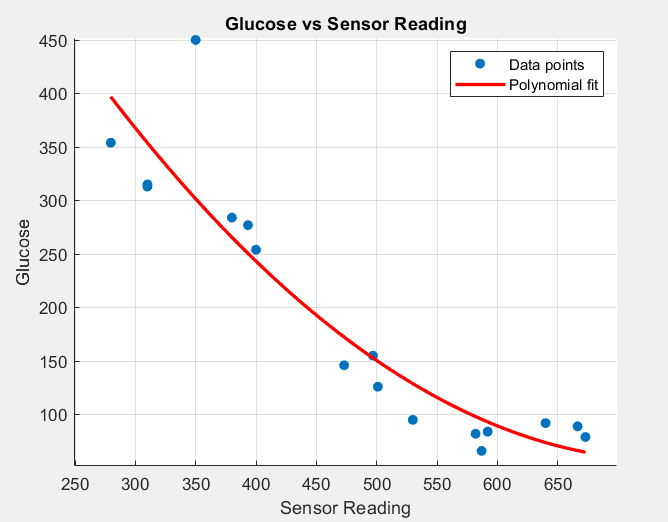 Glucose vs Sensor Reading
Data points
Polynomial fit
450
400
350
300
250
200
150
100
Glucose
250 300 350 400 450 500 550 600 650
Sensor Reading